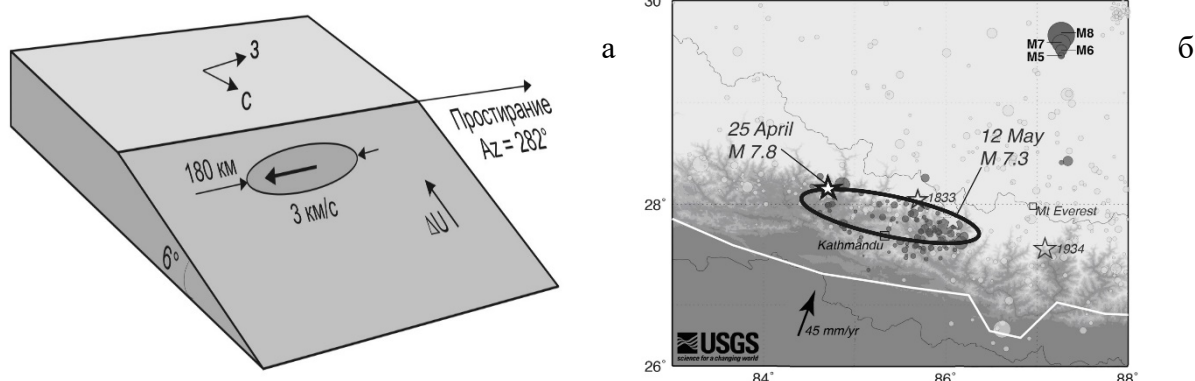 З
С
Простирание
Az = 282°
180 км
3 км/с
ΔU
6°
а
30°
M8
M7
M6
M5
25 April
M 7.8
12 May
M 7.3
28°
1833
Mt Everest
Kathmandu
1934
45 mm/yr
USGS
science for a changing world
26°
84°
86°
88°
б